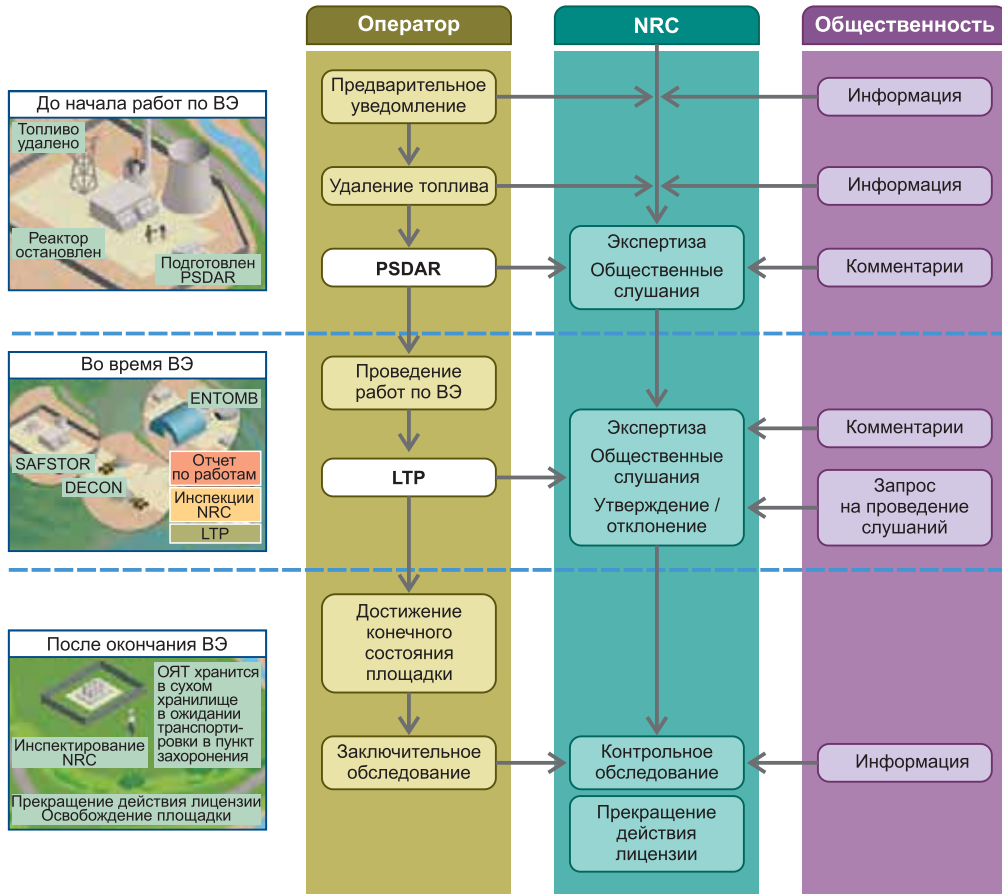 Оператор
NRC
Общественность
До начала работ по ВЭ
Топливо
удалено
Реактор
остановлен
Подготовлен
PSDAR
Предварительное
уведомление
Информация
Удаление топлива
Информация
PSDAR
Экспертиза
Общественные
слушания
Комментарии
Во время ВЭ
ENTOMB
SAFSTOR
DECON
Отчет
по работам
Инспекции
NRC
LTP
Проведение
работ по ВЭ
LTP
Экспертиза
Общественные
слушания
Утверждение /
отклонение
Комментарии
Запрос
на проведение
слушаний
После окончания ВЭ
ОЯТ хранится
в сухом
хранилище
в ожидании
транспорти-
ровки в пункт
захоронения
Инспектирование
NRC
Прекращение действия лицензии
Освобождение площадки
Достижение
конечного
состояния
площадки
Заключительное
обследование
Контрольное
обследование
Информация
Прекращение
действия
лицензии